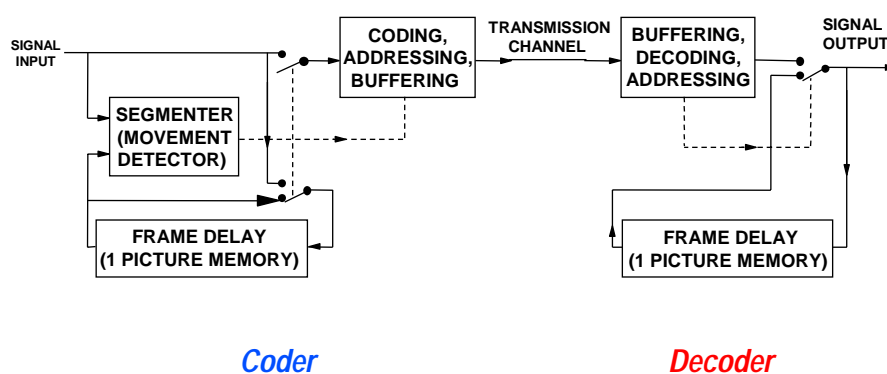 SIGNAL
INPUT
CODING,
ADDRESSING,
BUFFERING
TRANSMISSION
CHANNEL
BUFFERING,
DECODING,
ADDRESSING
SIGNAL
OUTPUT
SEGMENTER
(MOVEMENT
DETECTOR)
FRAME DELAY
(1 PICTURE MEMORY)
FRAME DELAY
(1 PICTURE MEMORY)
Coder
Decoder